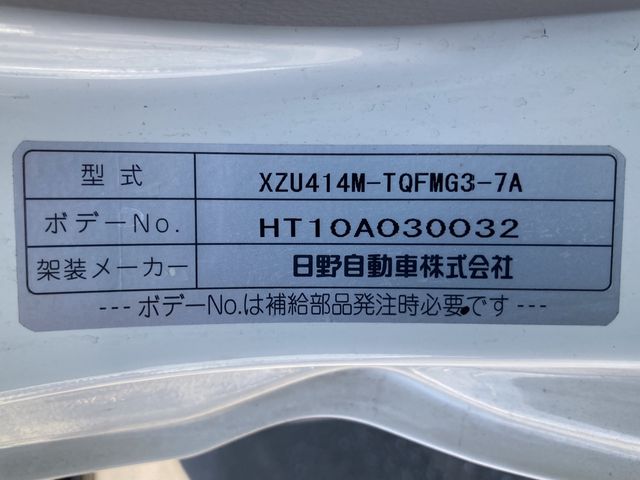 型式 XZU414M-TQFMG3-7A
ボデーNo. HT10A030032
架装メーカー 日野自動車株式会社
---ボデーNo.は補給部品発注時必要です---